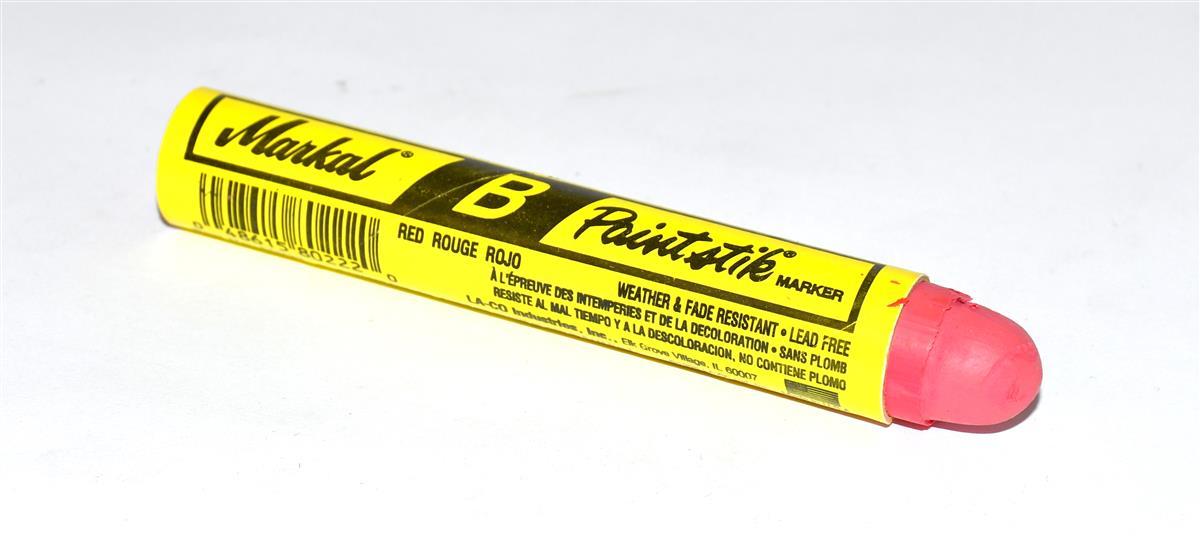 Markal®
B
Paintstik® MARKER
0 48615 80222 0
RED ROUGE ROJO
WEATHER & FADE RESISTANT • LEAD FREE
À L'ÉPREUVE DES INTEMPERIES ET DE LA DECOLORATION • SANS PLOMB
RESISTE AL MAL TIEMPO Y A LA DESCOLORACION, NO CONTIENE PLOMO
LA-CO Industries, Inc., Elk Grove Village, IL 60007